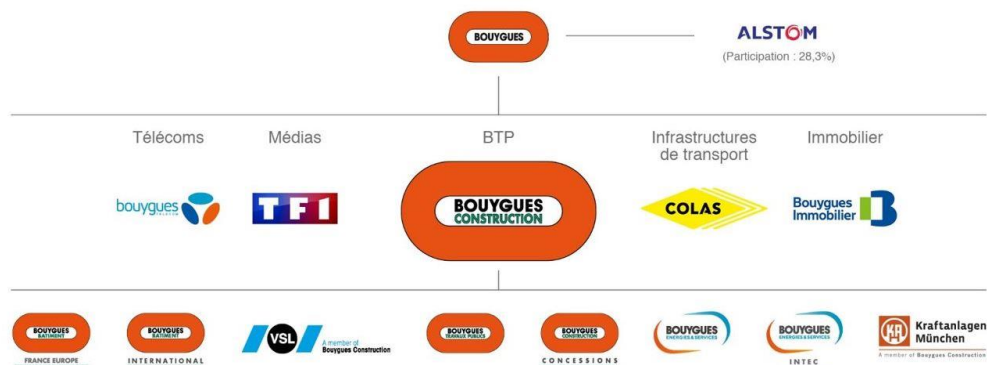 BOUYGUES
ALSTOM
(Participation : 28,3%)
Télécoms
Médias
BTP
Infrastructures
de transport
Immobilier
bouygues
TELECOM
TF1
BOUYGUES
CONSTRUCTION
COLAS
Bouygues
Immobilier
BOUYGUES
BATIMENT
FRANCE EUROPE
BOUYGUES
BATIMENT
INTERNATIONAL
VSL
A member of
Bouygues Construction
BOUYGUES
TRAVAUX PUBLICS
BOUYGUES
CONSTRUCTION
CONCESSIONS
BOUYGUES
ENERGIES & SERVICES
BOUYGUES
ENERGIES & SERVICES
INTEC
Kraftanlagen
München
A member of Bouygues Construction